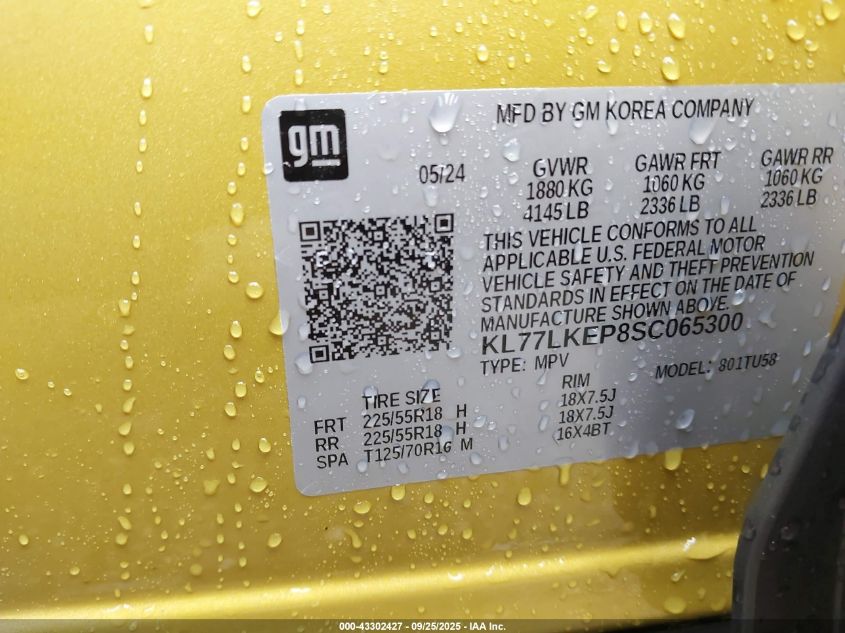 MFD BY GM KOREA COMPANY
gm
05/24
GVWR GAWR FRT GAWR RR
1880 KG 1060 KG 1060 KG
4145 LB 2336 LB 2336 LB
THIS VEHICLE CONFORMS TO ALL
APPLICABLE U.S. FEDERAL MOTOR
VEHICLE SAFETY AND THEFT PREVENTION
STANDARDS IN EFFECT ON THE DATE OF
MANUFACTURE SHOWN ABOVE.
KL77LKEP8SC065300
TYPE: MPV MODEL: 801TU58
TIRE SIZE RIM
FRT 225/55R18 H 18X7.5J
RR 225/55R18 H 18X7.5J
SPA T125/70R16 M 16X4BT
000-43302427 - 09/25/2025 - IAA Inc.